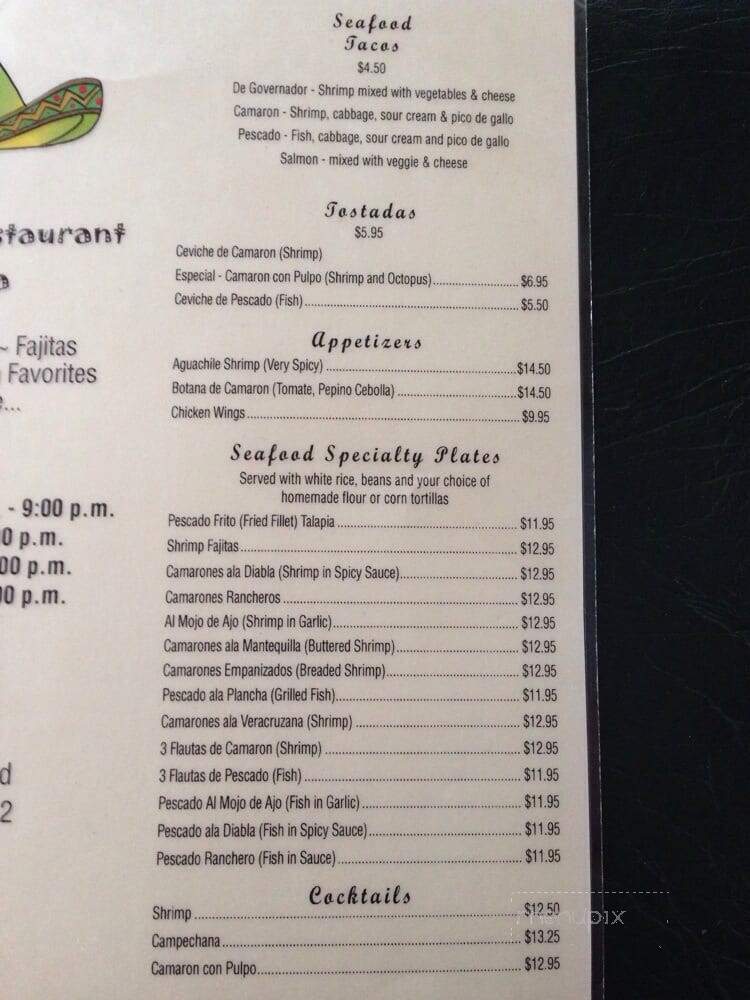 Seafood
Tacos
$4.50
De Governador - Shrimp mixed with vegetables & cheese
Camaron - Shrimp, cabbage, sour cream & pico de gallo
Pescado - Fish, cabbage, sour cream and pico de gallo
Salmon - mixed with veggie & cheese
Tostadas
$5.95
Ceviche de Camaron (Shrimp)
Especial - Camaron con Pulpo (Shrimp and Octopus) $6.95
Ceviche de Pescado (Fish) $5.50
Appetizers
Aguachile Shrimp (Very Spicy) $14.50
Botana de Camaron (Tomate, Pepino Cebolla) $14.50
Chicken Wings $9.95
Seafood Specialty Plates
Served with white rice, beans and your choice of
homemade flour or corn tortillas
Pescado Frito (Fried Fillet) Talapia $11.95
Shrimp Fajitas $12.95
Camarones ala Diabla (Shrimp in Spicy Sauce) $12.95
Camarones Rancheros $12.95
Al Mojo de Ajo (Shrimp in Garlic) $12.95
Camarones ala Mantequilla (Buttered Shrimp) $12.95
Camarones Empanizados (Breaded Shrimp) $12.95
Pescado ala Plancha (Grilled Fish) $11.95
Camarones ala Veracruzana (Shrimp) $12.95
3 Flautas de Camaron (Shrimp) $12.95
3 Flautas de Pescado (Fish) $11.95
Pescado Al Mojo de Ajo (Fish in Garlic) $11.95
Pescado ala Diabla (Fish in Spicy Sauce) $11.95
Pescado Ranchero (Fish in Sauce) $11.95
Cocktails
Shrimp $12.50
Campechana $13.25
Camaron con Pulpo $12.95
staurant
~ Fajitas
Favorites
- 9:00 p.m.
0 p.m.
00 p.m.
00 p.m.
d
2
menupix